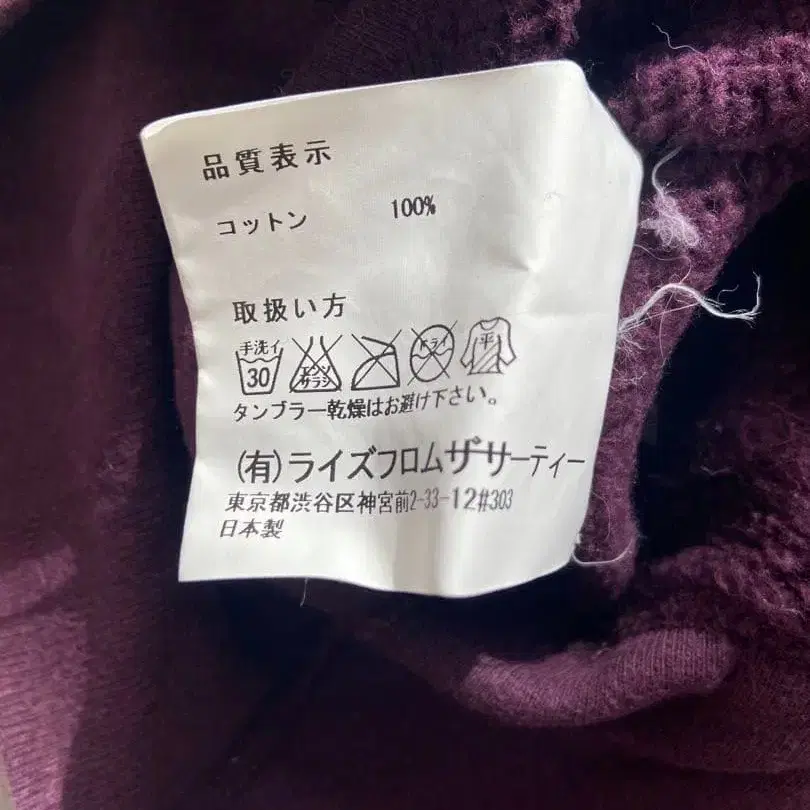 品質表示
コットン 100%
取扱い方
手洗イ 30 エンソサラシ ドライ 平
タンブラー乾燥はお避け下さい。
(有)ライズフロムザサーティー
東京都渋谷区神宮前2-33-12#303
日本製